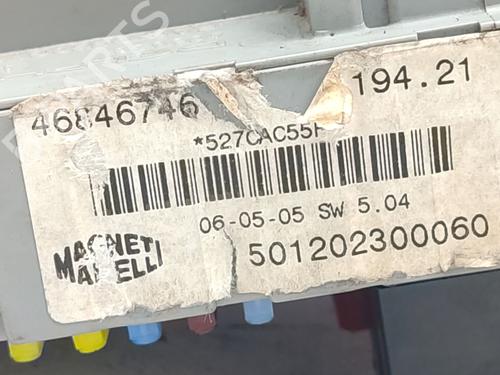 46846746 194.21
*527CAC55F
06-05-05 SW 5.04
MAGNETI MARELLI
501202300060